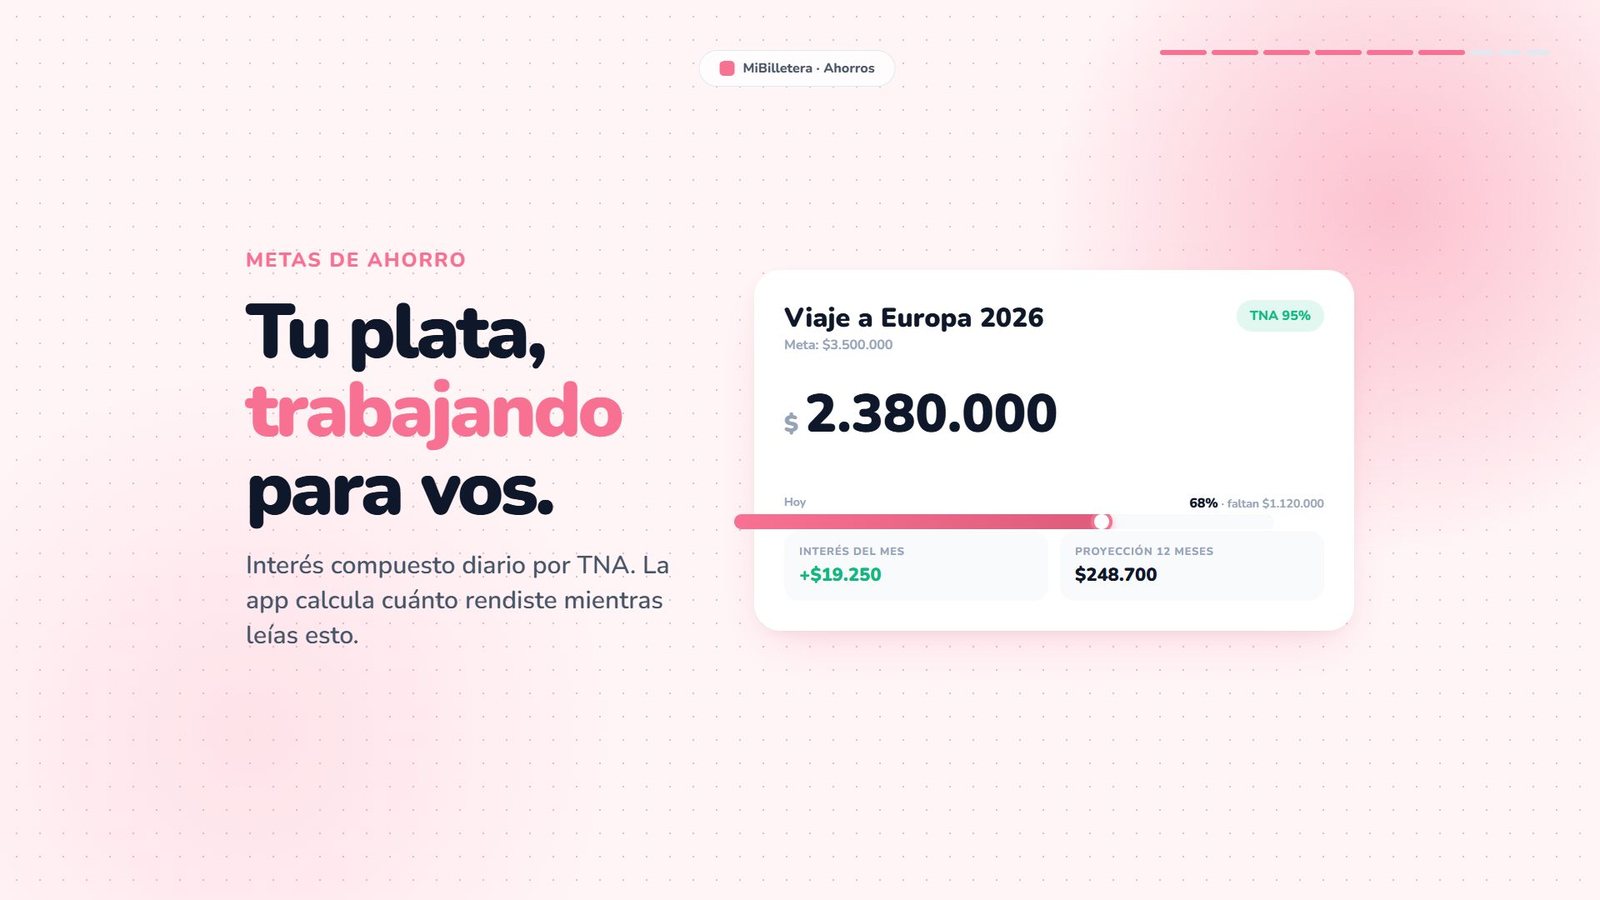 MiBilletera · Ahorros
METAS DE AHORRO
Tu plata,
trabajando
para vos.
Interés compuesto diario por TNA. La
app calcula cuánto rendiste mientras
leías esto.
Viaje a Europa 2026
TNA 95%
Meta: $3.500.000
$ 2.380.000
Hoy
68% · faltan $1.120.000
INTERÉS DEL MES
+$19.250
PROYECCIÓN 12 MESES
$248.700